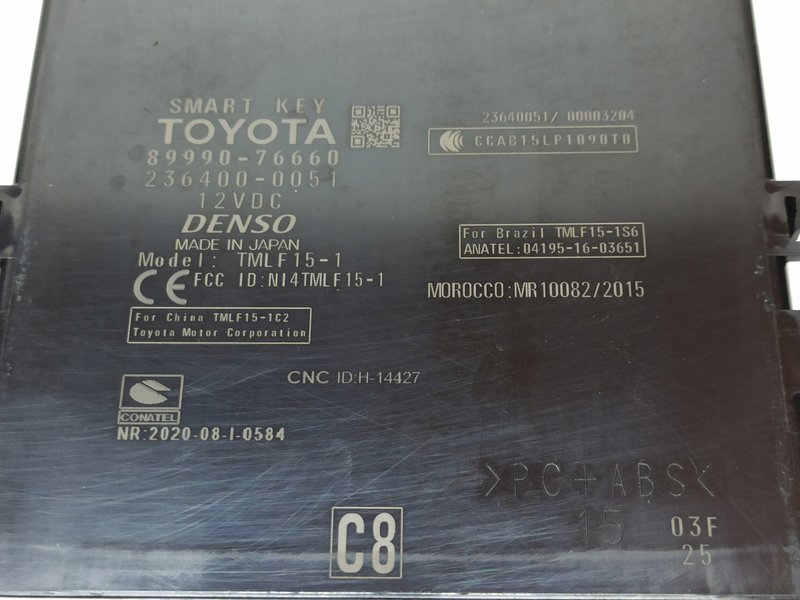 SMART KEY
TOYOTA
89990-76660
236400-0051
12VDC
DENSO
MADE IN JAPAN
Model: TMLF15-1
CE FCC ID:NI4TMLF15-1
For China TMLF15-1C2
Toyota Motor Corporation
23640051/ 00003204
CCAB15LP1090T0
For Brazil TMLF15-1S6
ANATEL:04195-16-03651
MOROCCO:MR10082/2015
CNC ID:H-14427
CONATEL
NR:2020-08-I-0584
>PC+ABS<
15
03F
25
C8